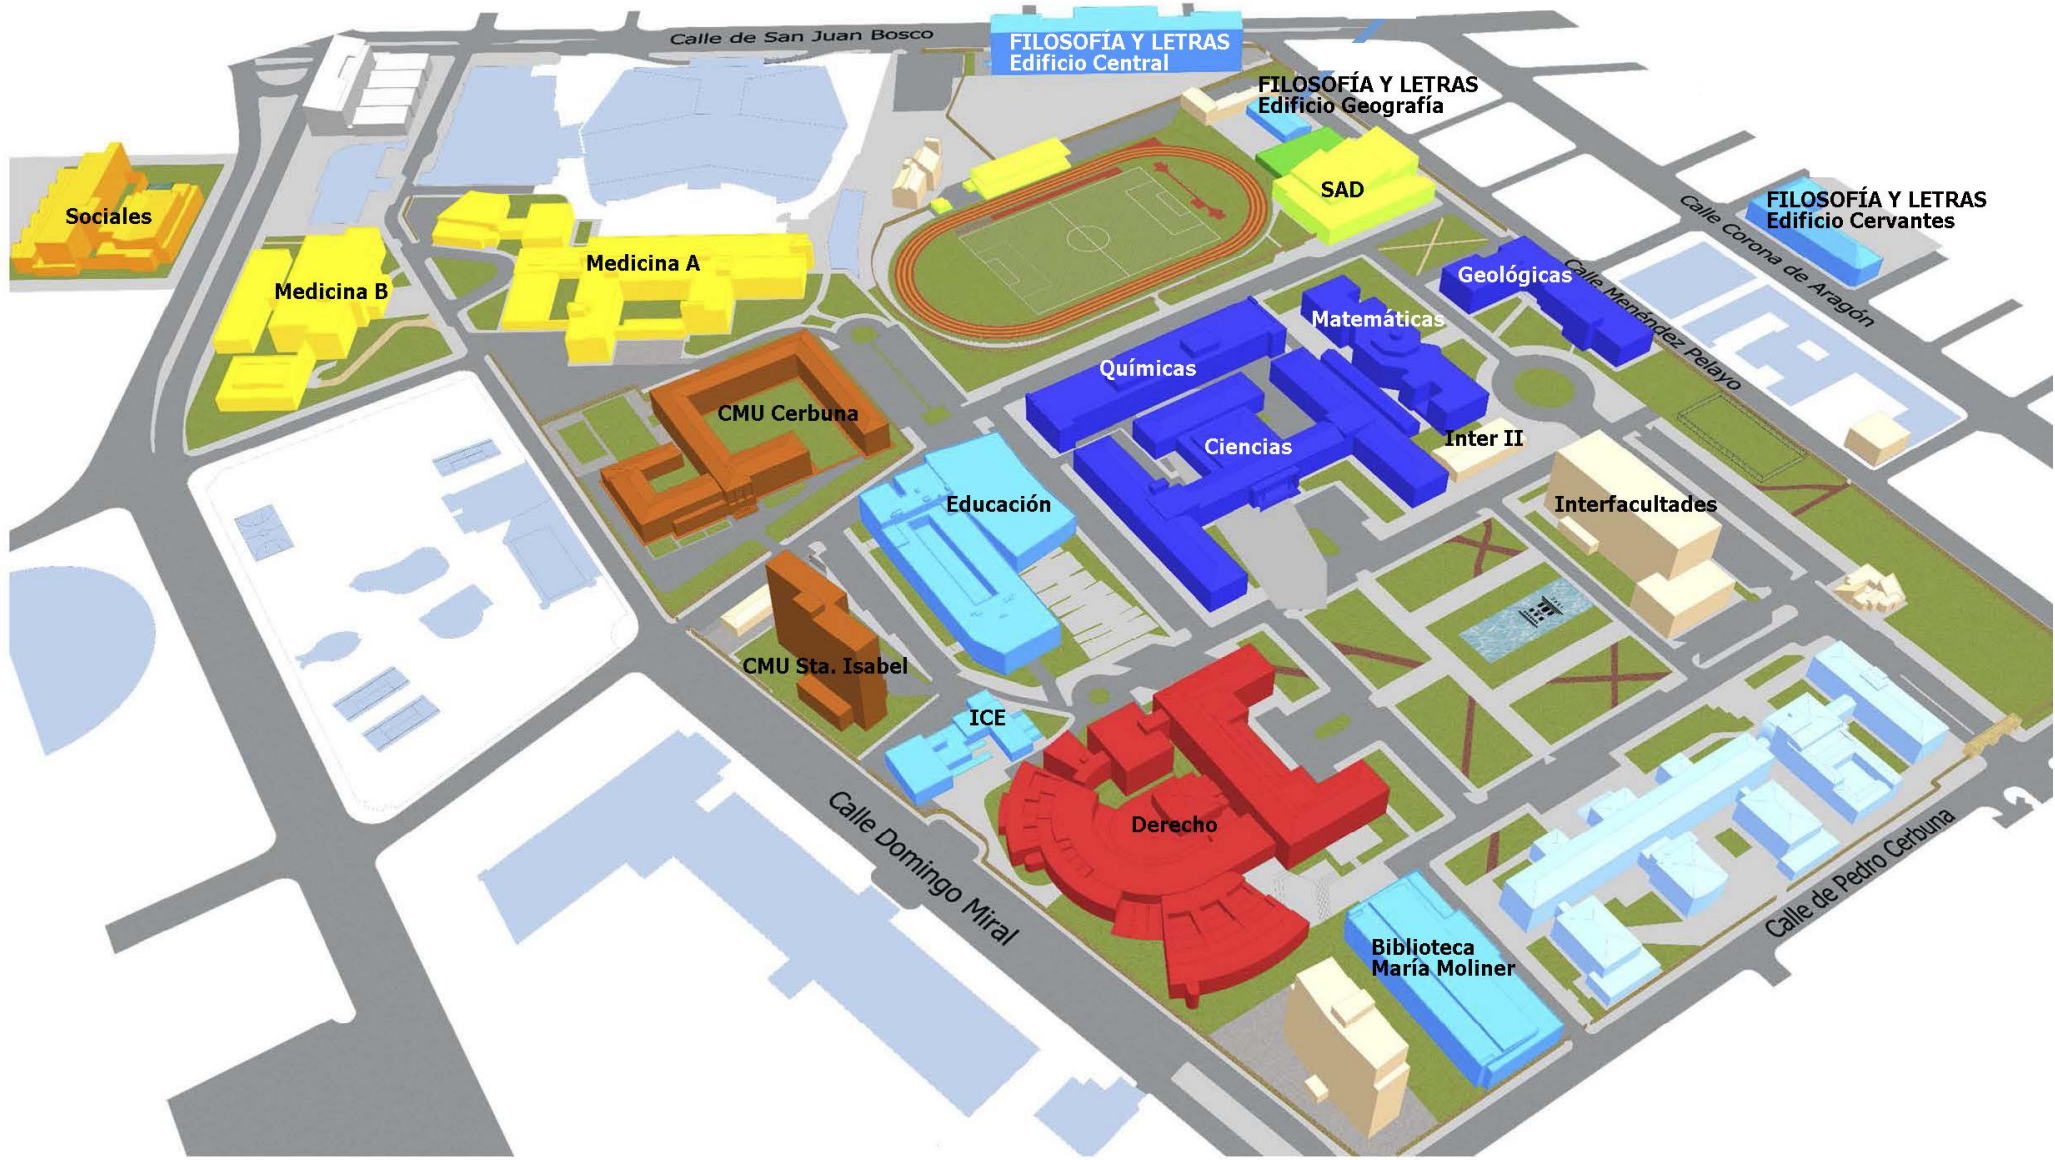 Calle de San Juan Bosco
FILOSOFÍA Y LETRAS
Edificio Central
FILOSOFÍA Y LETRAS
Edificio Geografía
SAD
FILOSOFÍA Y LETRAS
Edificio Cervantes
Sociales
Medicina A
Medicina B
Calle Corona de Aragón
Geológicas
Calle Menéndez Pelayo
Matemáticas
Químicas
CMU Cerbuna
Ciencias
Inter II
Educación
Interfacultades
CMU Sta. Isabel
ICE
Derecho
Calle Domingo Miral
Calle de Pedro Cerbuna
Biblioteca
María Moliner